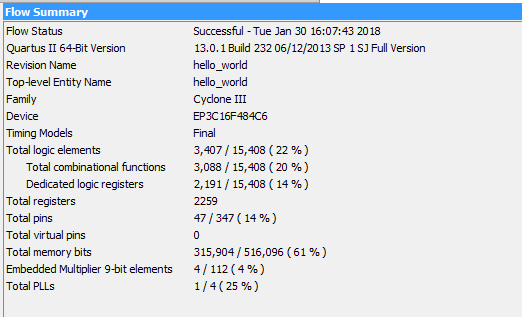 Flow Summary
Flow Status Successful - Tue Jan 30 16:07:43 2018
Quartus II 64-Bit Version 13.0.1 Build 232 06/12/2013 SP 1 SJ Full Version
Revision Name hello_world
Top-level Entity Name hello_world
Family Cyclone III
Device EP3C16F484C6
Timing Models Final
Total logic elements 3,407 / 15,408 ( 22 % )
Total combinational functions 3,088 / 15,408 ( 20 % )
Dedicated logic registers 2,191 / 15,408 ( 14 % )
Total registers 2259
Total pins 47 / 347 ( 14 % )
Total virtual pins 0
Total memory bits 315,904 / 516,096 ( 61 % )
Embedded Multiplier 9-bit elements 4 / 112 ( 4 % )
Total PLLs 1 / 4 ( 25 % )